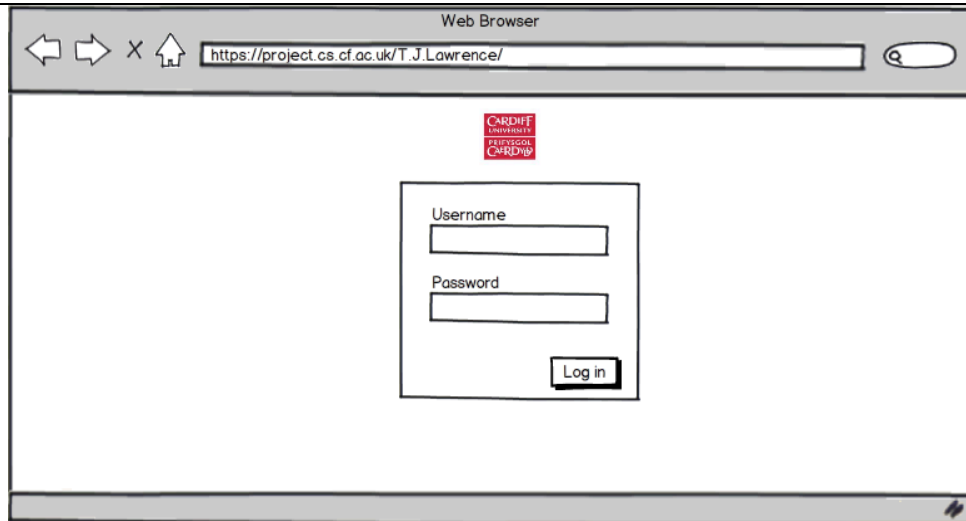 Web Browser
https://project.cs.cf.ac.uk/T.J.Lawrence/
CARDIFF
UNIVERSITY
PRIFYSGOL
CAERDYDD
Username
Password
Log in